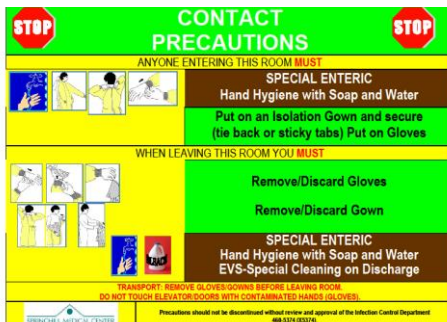 STOP
CONTACT
PRECAUTIONS
STOP
ANYONE ENTERING THIS ROOM MUST
SPECIAL ENTERIC
Hand Hygiene with Soap and Water
Put on an Isolation Gown and secure
(tie back or sticky tabs) Put on Gloves
WHEN LEAVING THIS ROOM YOU MUST
Remove/Discard Gloves
Remove/Discard Gown
BLEACH
SPECIAL ENTERIC
Hand Hygiene with Soap and Water
EVS-Special Cleaning on Discharge
TRANSPORT: REMOVE GLOVES/GOWNS BEFORE LEAVING ROOM.
DO NOT TOUCH ELEVATOR/DOORS WITH CONTAMINATED HANDS (GLOVES).
SPRINGHILL MEDICAL CENTER
Precautions should not be discontinued without review and approval of the Infection Control Department